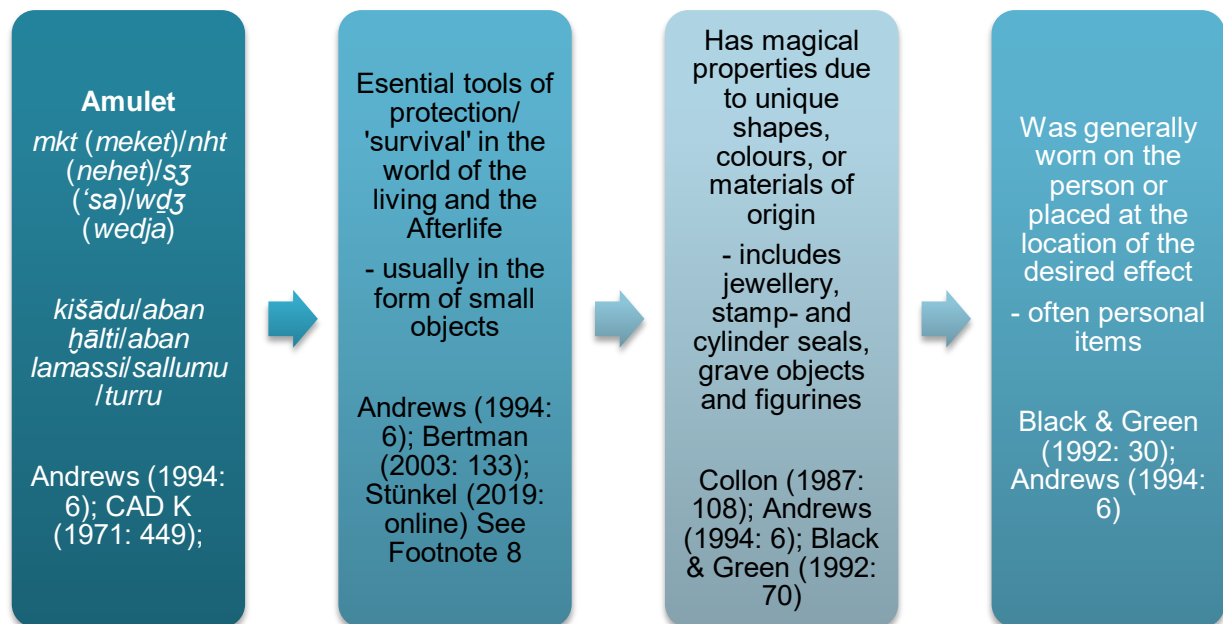 Amulet
mkt (meket)/nht
(nehet)/sʒ
(‘sa)/wḏʒ
(wedja)
kišādu/aban
ḫālti/aban
lamassi/sallumu
/turru
Andrews (1994:
6); CAD K
(1971: 449);
Esential tools of
protection/
'survival' in the
world of the
living and the
Afterlife
- usually in the
form of small
objects
Andrews (1994:
6); Bertman
(2003: 133);
Stünkel (2019:
online) See
Footnote 8
Has magical
properties due
to unique
shapes,
colours, or
materials of
origin
- includes
jewellery,
stamp- and
cylinder seals,
grave objects
and figurines
Collon (1987:
108); Andrews
(1994: 6); Black
& Green (1992:
70)
Was generally
worn on the
person or
placed at the
location of the
desired effect
- often personal
items
Black & Green
(1992: 30);
Andrews (1994:
6)